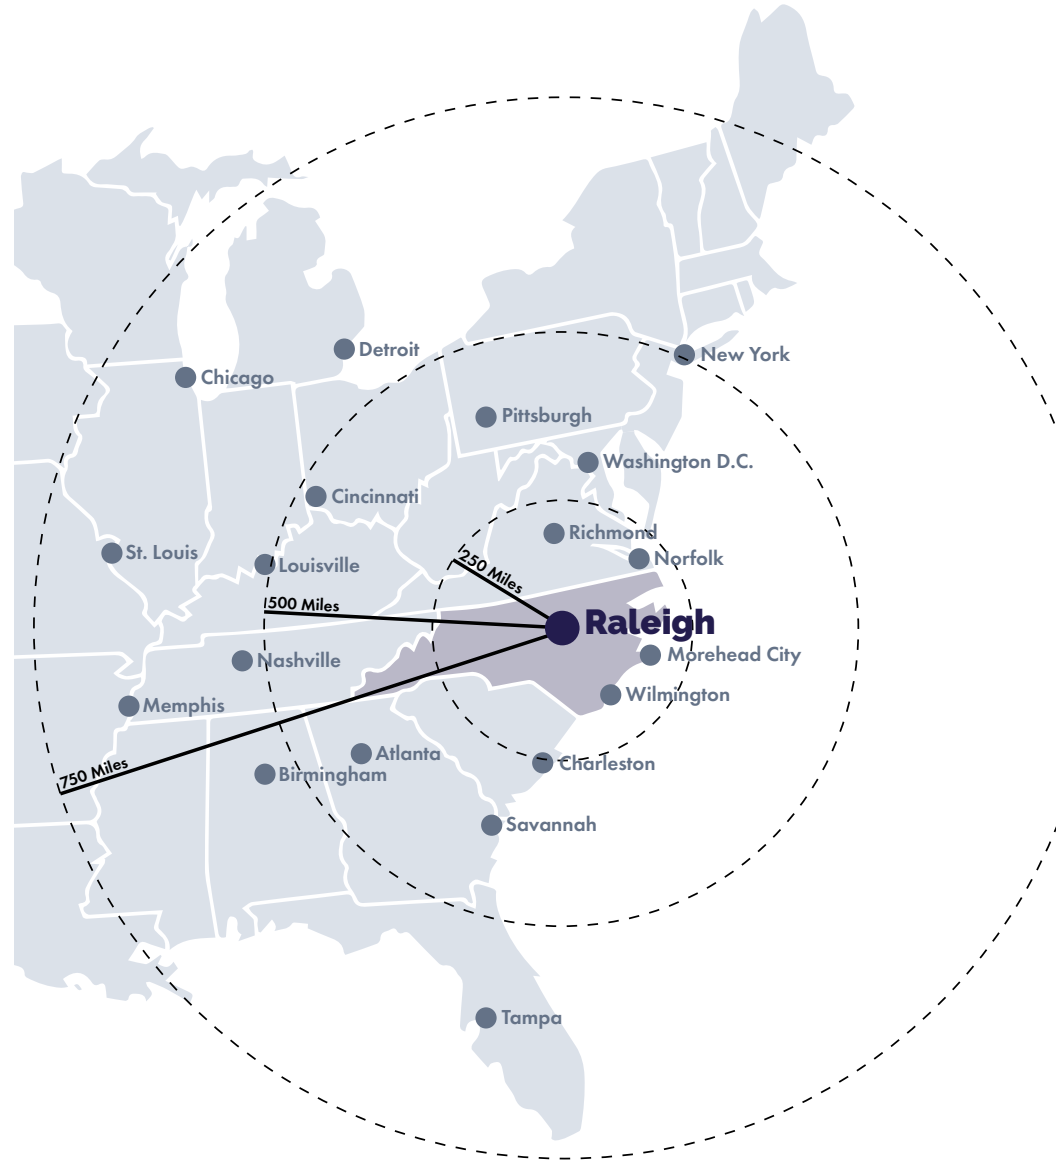 Detroit
New York
Chicago
Pittsburgh
Washington D.C.
Cincinnati
Richmond
St. Louis
Louisville
250 Miles
Norfolk
500 Miles
Raleigh
Nashville
Morehead City
Wilmington
Memphis
Atlanta
750 Miles
Birmingham
Charleston
Savannah
Tampa